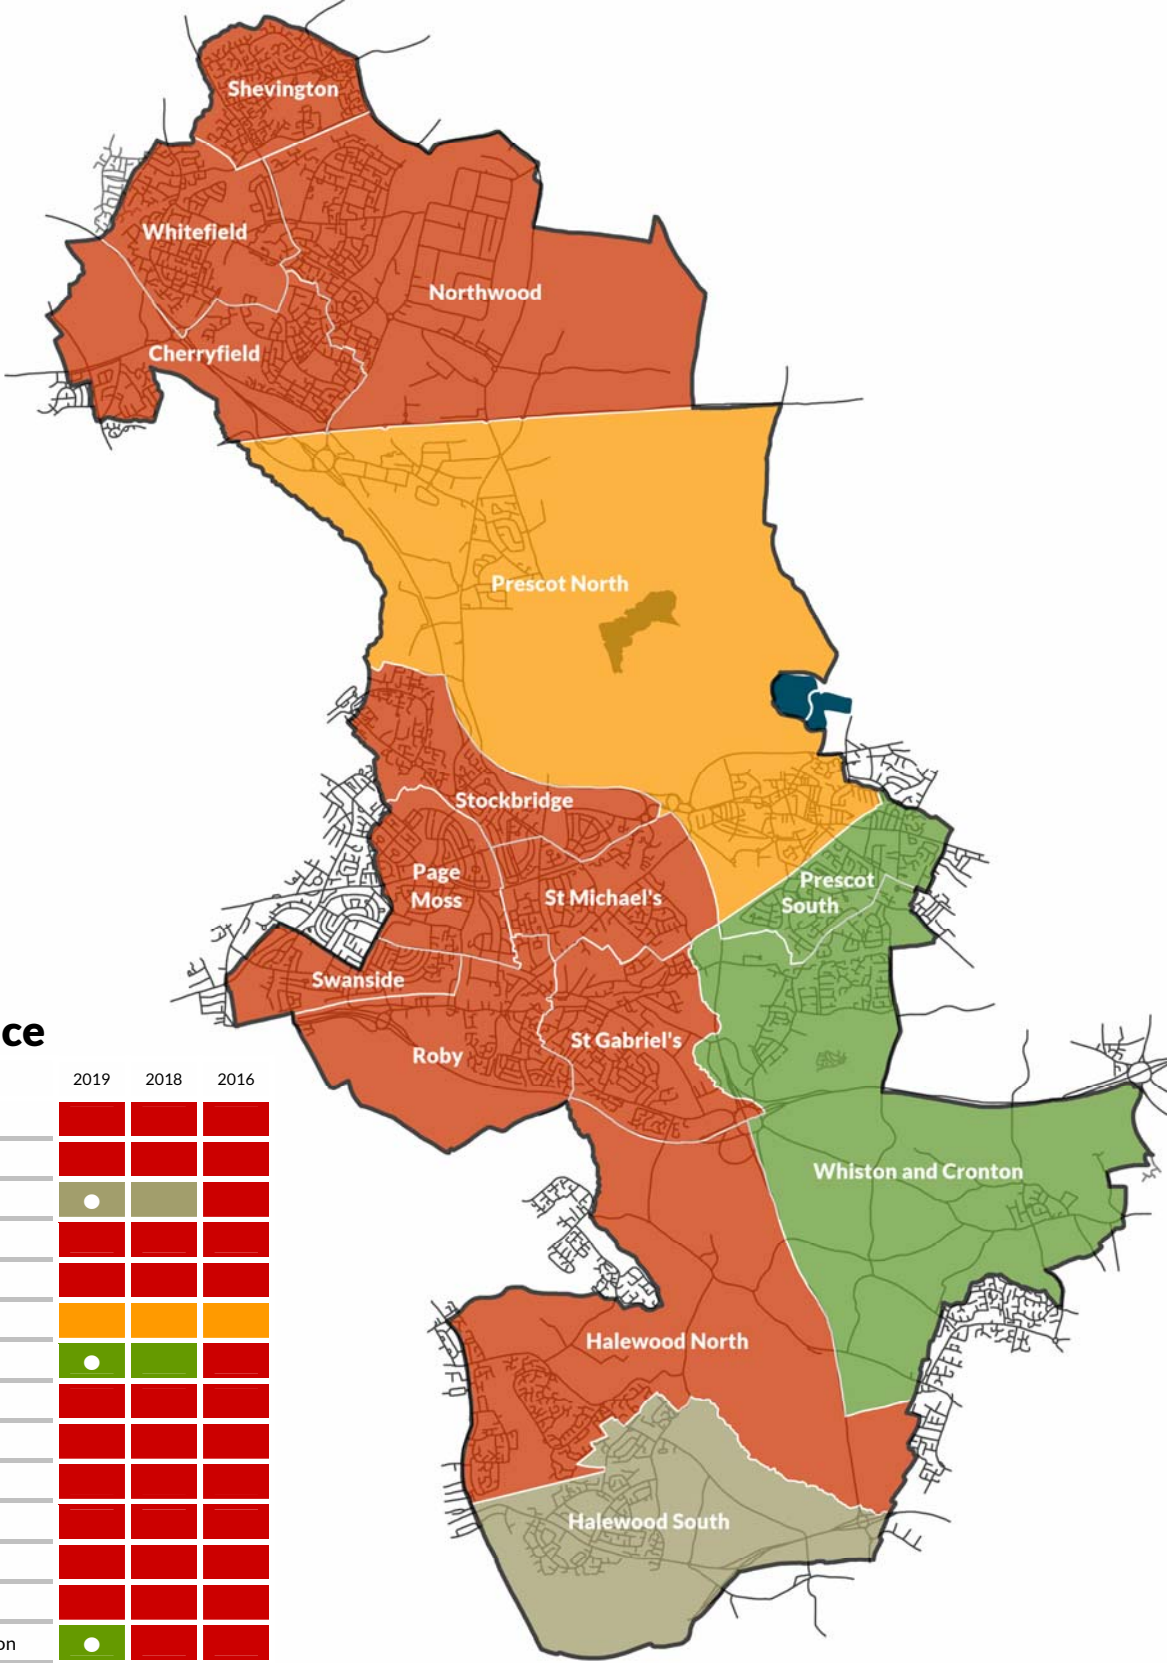 Shevington
Whitefield
Northwood
Cherryfield
Prescot North
Stockbridge
Page
Moss
St Michael's
Prescot
South
Swanside
St Gabriel's
Roby
Whiston and Cronton
Halewood North
Halewood South
ce
2019 2018 2016
on